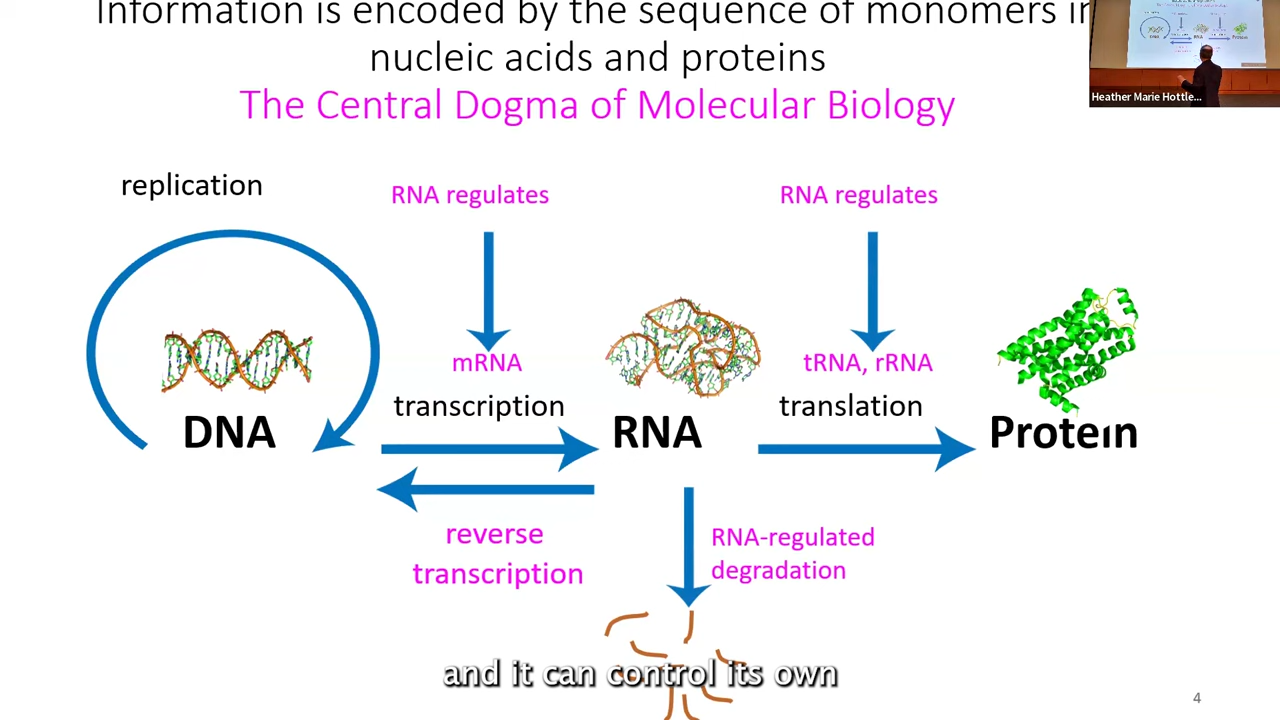 Information is encoded by the sequence of monomers in
nucleic acids and proteins
The Central Dogma of Molecular Biology
Heather Marie Hottle...
replication
RNA regulates
RNA regulates
mRNA
tRNA, rRNA
transcription
translation
DNA
RNA
Protein
reverse
transcription
RNA-regulated
degradation
and it can control its own
4